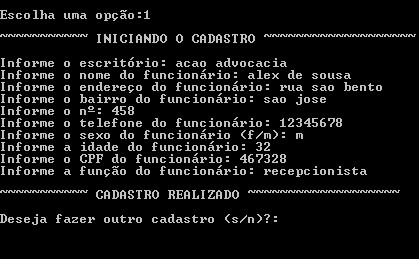 Escolha uma opção:1
~~~~~~~~~~~~~ INICIANDO O CADASTRO ~~~~~~~~~~~~~~~~~~~~~~~
Informe o escritório: acao advocacia
Informe o nome do funcionário: alex de sousa
Informe o endereço do funcionário: rua sao bento
Informe o bairro do funcionário: sao jose
Informe o nº: 458
Informe o telefone do funcionário: 12345678
Informe o sexo do funcionário (f/m): m
Informe a idade do funcionário: 32
Informe o CPF do funcionário: 467328
Informe a função do funcionário: recepcionista
~~~~~~~~~~~~~ CADASTRO REALIZADO ~~~~~~~~~~~~~~~~~~~~~~~
Deseja fazer outro cadastro (s/n)?: